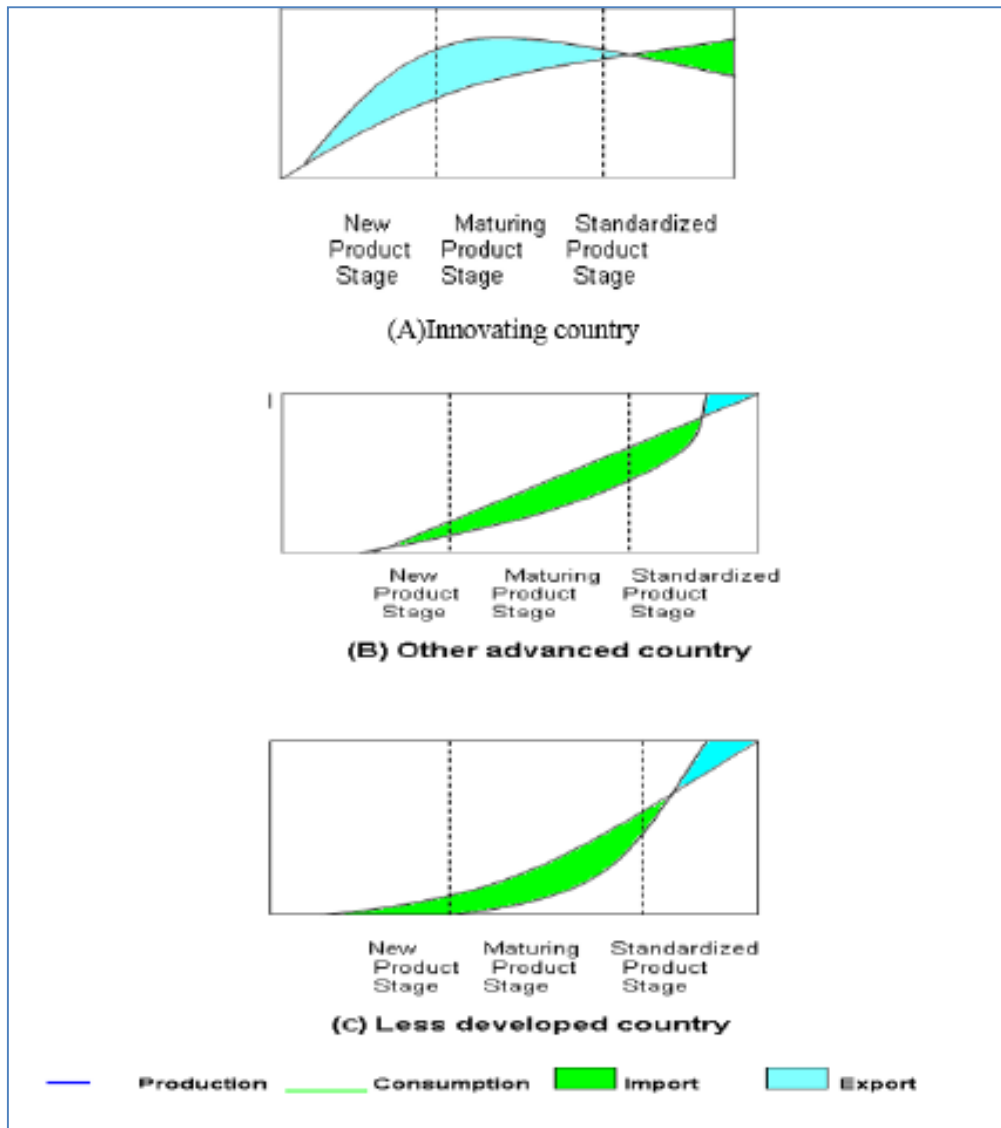 New Maturing Standardized
Product Product Product
Stage Stage Stage
(A)Innovating country
New Maturing Standardized
Product Product Product
Stage Stage Stage
(B) Other advanced country
New Maturing Standardized
Product Product Product
Stage Stage Stage
(C) Less developed country
Production Consumption Import Export